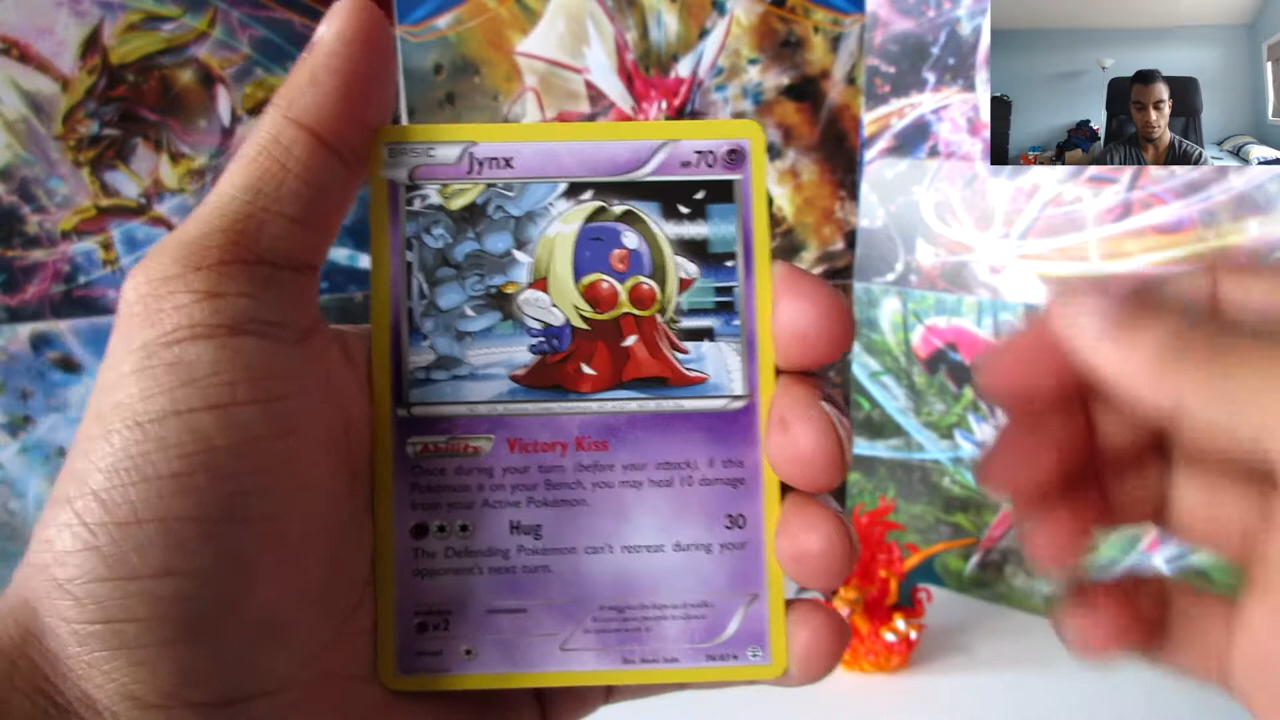 BASIC Jynx HP70
Ability Victory Kiss
Once during your turn (before your attack), if this
Pokémon is on your Bench, you may heal 10 damage
from your Active Pokémon.
Hug 30
The Defending Pokémon can't retreat during your
opponent's next turn.
×2